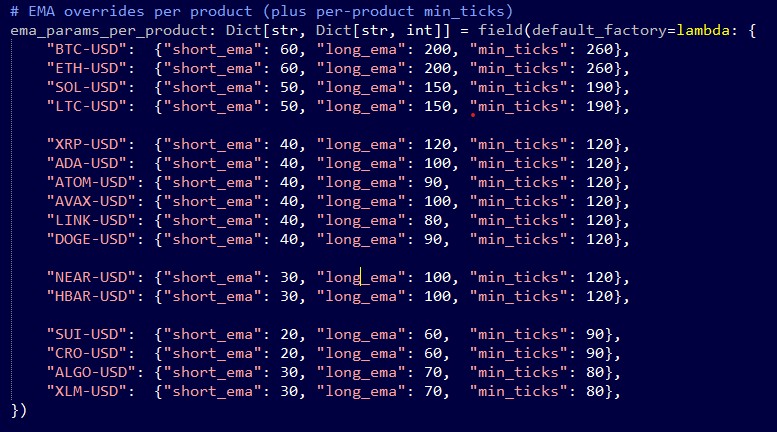 # EMA overrides per product (plus per-product min_ticks)
ema_params_per_product: Dict[str, Dict[str, int]] = field(default_factory=lambda: {
    "BTC-USD":  {"short_ema": 60, "long_ema": 200, "min_ticks": 260},
    "ETH-USD":  {"short_ema": 60, "long_ema": 200, "min_ticks": 260},
    "SOL-USD":  {"short_ema": 50, "long_ema": 150, "min_ticks": 190},
    "LTC-USD":  {"short_ema": 50, "long_ema": 150, "min_ticks": 190},
    "XRP-USD":  {"short_ema": 40, "long_ema": 120, "min_ticks": 120},
    "ADA-USD":  {"short_ema": 40, "long_ema": 100, "min_ticks": 120},
    "ATOM-USD": {"short_ema": 40, "long_ema": 90,  "min_ticks": 120},
    "AVAX-USD": {"short_ema": 40, "long_ema": 100, "min_ticks": 120},
    "LINK-USD": {"short_ema": 40, "long_ema": 80,  "min_ticks": 120},
    "DOGE-USD": {"short_ema": 40, "long_ema": 90,  "min_ticks": 120},
    "NEAR-USD": {"short_ema": 30, "long_ema": 100, "min_ticks": 120},
    "HBAR-USD": {"short_ema": 30, "long_ema": 100, "min_ticks": 120},
    "SUI-USD":  {"short_ema": 20, "long_ema": 60,  "min_ticks": 90},
    "CRO-USD":  {"short_ema": 20, "long_ema": 60,  "min_ticks": 90},
    "ALGO-USD": {"short_ema": 30, "long_ema": 70,  "min_ticks": 80},
    "XLM-USD":  {"short_ema": 30, "long_ema": 70,  "min_ticks": 80},
})